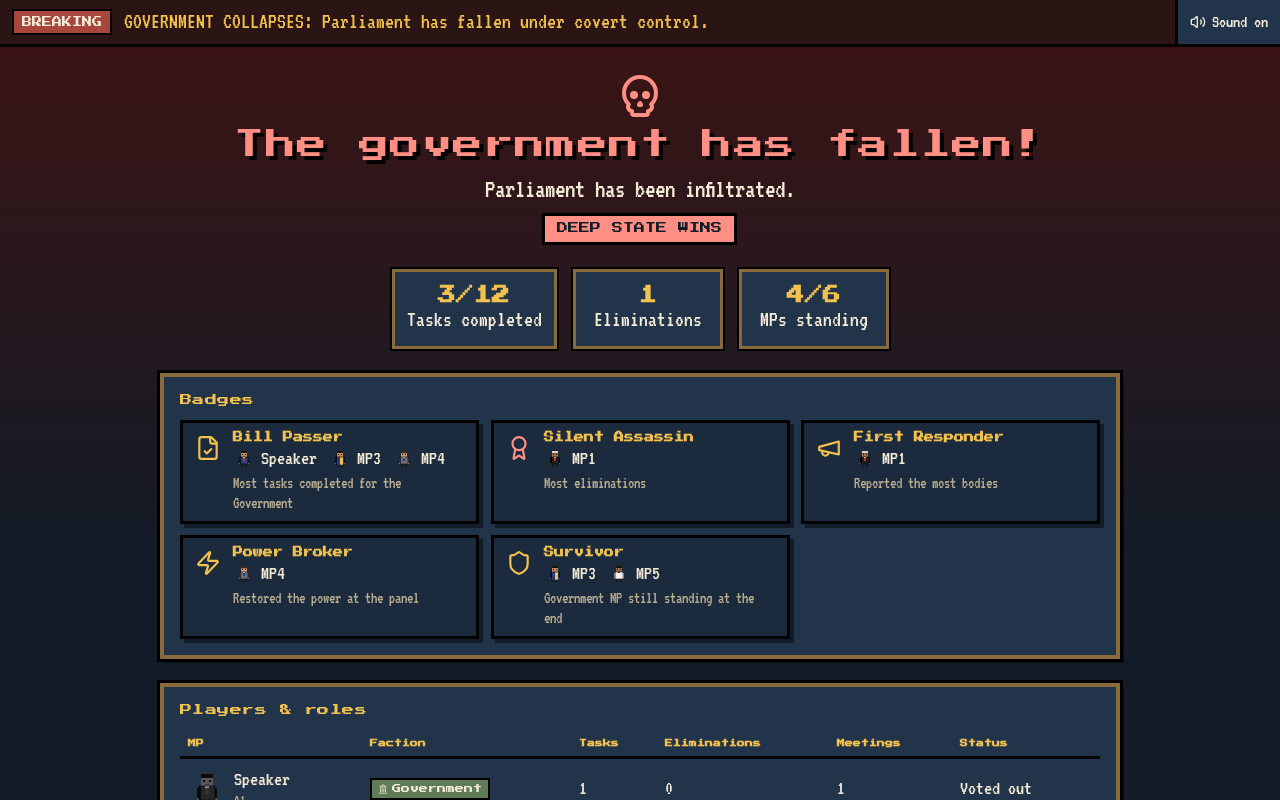 BREAKING GOVERNMENT COLLAPSES: Parliament has fallen under covert control. Sound on
The government has fallen!
Parliament has been infiltrated.
DEEP STATE WINS
3/12 1 4/6
Tasks completed Eliminations MPs standing
Badges
Bill Passer
Speaker MP3 MP4
Most tasks completed for the
Government
Silent Assassin
MP1
Most eliminations
First Responder
MP1
Reported the most bodies
Power Broker
MP4
Restored the power at the panel
Survivor
MP3 MP5
Government MP still standing at the
end
Players & roles
MP Faction Tasks Eliminations Meetings Status
Speaker Government 1 0 1 Voted out